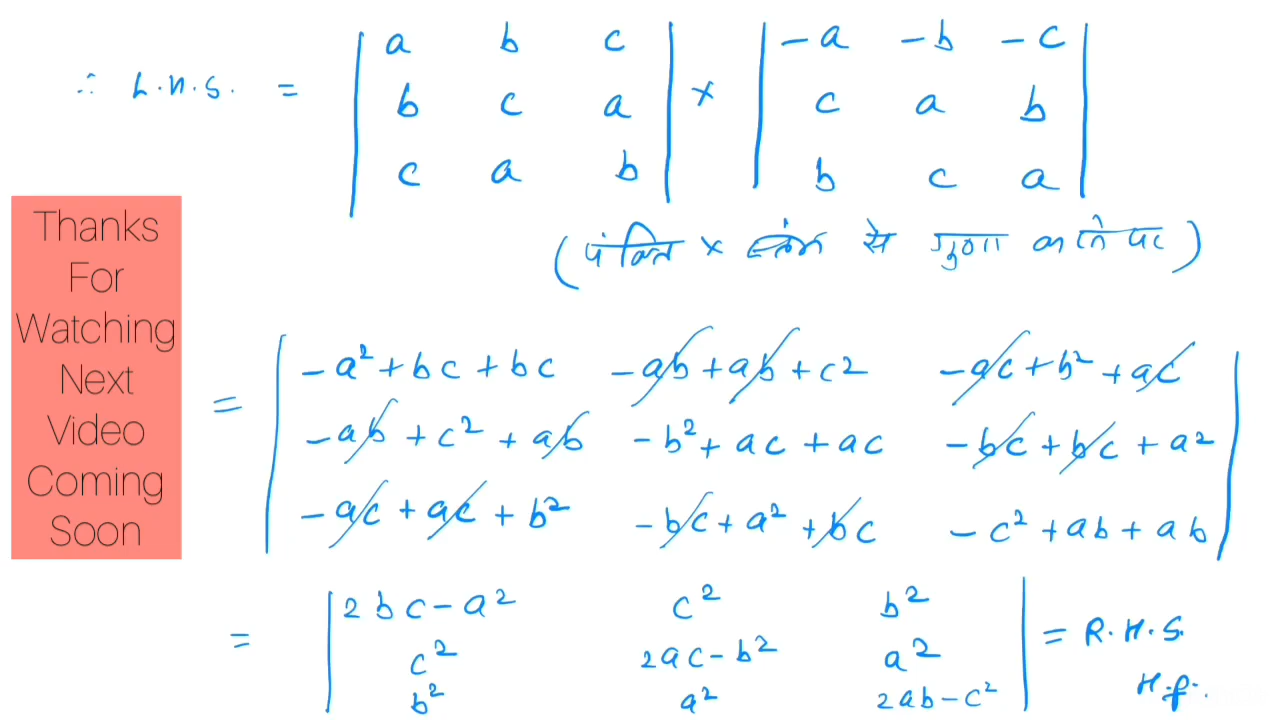 ∴ L.H.S. = | a b c | × | -a -b -c |
| b c a | | c a b |
| c a b | | b c a |
(पंक्ति × स्तंभ से गुणा करने पर)
Thanks
For
Watching
Next
Video
Coming
Soon
= | -a² + bc + bc -ab + ab + c² -ac + b² + ac |
| -ab + c² + ab -b² + ac + ac -bc + bc + a² |
| -ac + ac + b² -bc + a² + bc -c² + ab + ab |
= | 2bc - a² c² b² | = R.H.S.
| c² 2ac - b² a² |
| b² a² 2ab - c² | H.p.